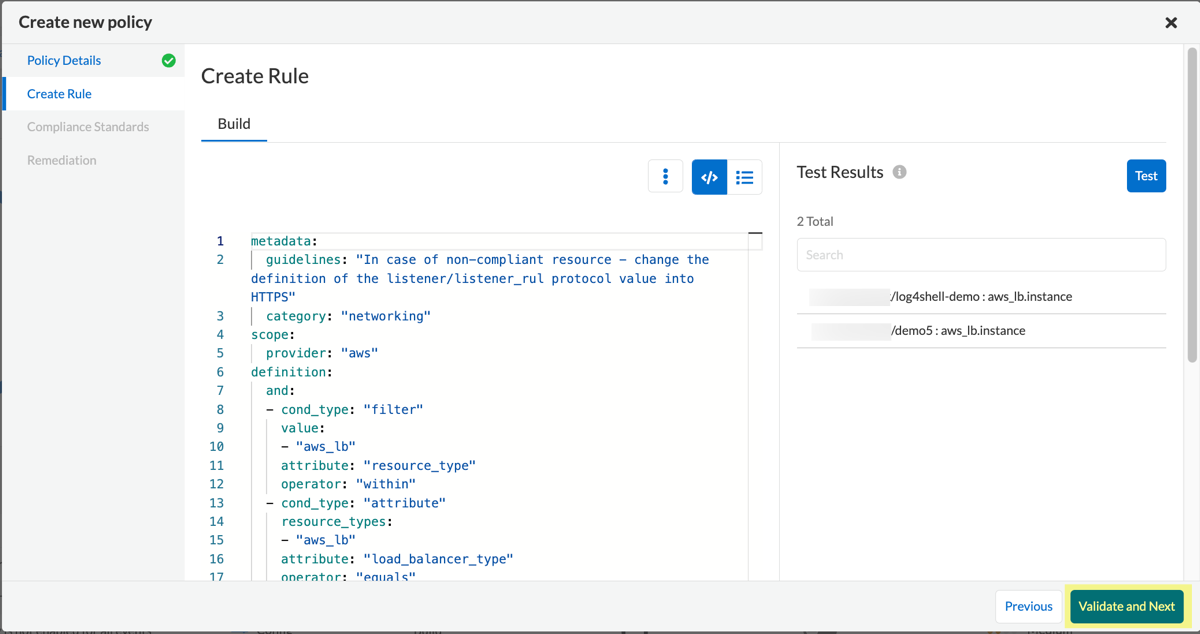 Create new policy
Policy Details
Create Rule
Compliance Standards
Remediation
Create Rule
Build
1 metadata:
2 guidelines: "In case of non-compliant resource - change the
definition of the listener/listener_rul protocol value into
HTTPS"
3 category: "networking"
4 scope:
5 provider: "aws"
6 definition:
7 and:
8 - cond_type: "filter"
9 value:
10 - "aws_lb"
11 attribute: "resource_type"
12 operator: "within"
13 - cond_type: "attribute"
14 resource_types:
15 - "aws_lb"
16 attribute: "load_balancer_type"
17 operator: "equals"
Test Results
Test
2 Total
Search
/log4shell-demo : aws_lb.instance
/demo5 : aws_lb.instance
Previous
Validate and Next